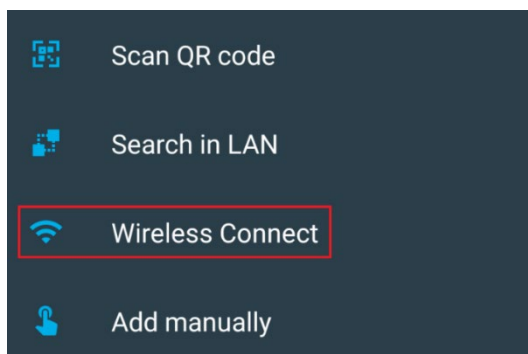 Scan QR code
Search in LAN
Wireless Connect
Add manually